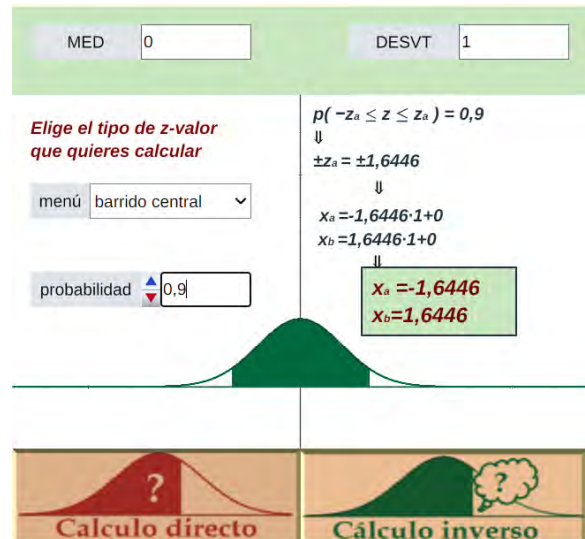 MED 0 DESVT 1
Elige el tipo de z-valor
que quieres calcular
menú barrido central
probabilidad 0,9
p( −zₐ ≤ z ≤ zₐ ) = 0,9
⇓
±zₐ = ±1,6446
⇓
xₐ =-1,6446·1+0
x_b =1,6446·1+0
⇓
xₐ =-1,6446
x_b=1,6446
?
Calculo directo
?
Cálculo inverso